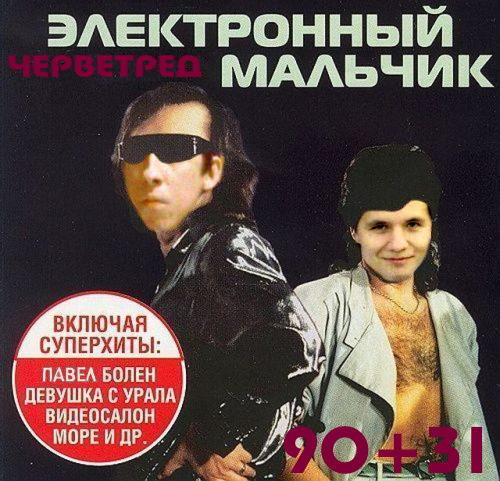 ЭЛЕКТРОННЫЙ
ЧЕРВЕТРЕД МАЛЬЧИК
ВКЛЮЧАЯ
СУПЕРХИТЫ:
ПАВЕЛ БОЛЕН
ДЕВУШКА С УРАЛА
ВИДЕОСАЛОН
МОРЕ И ДР.
90+31